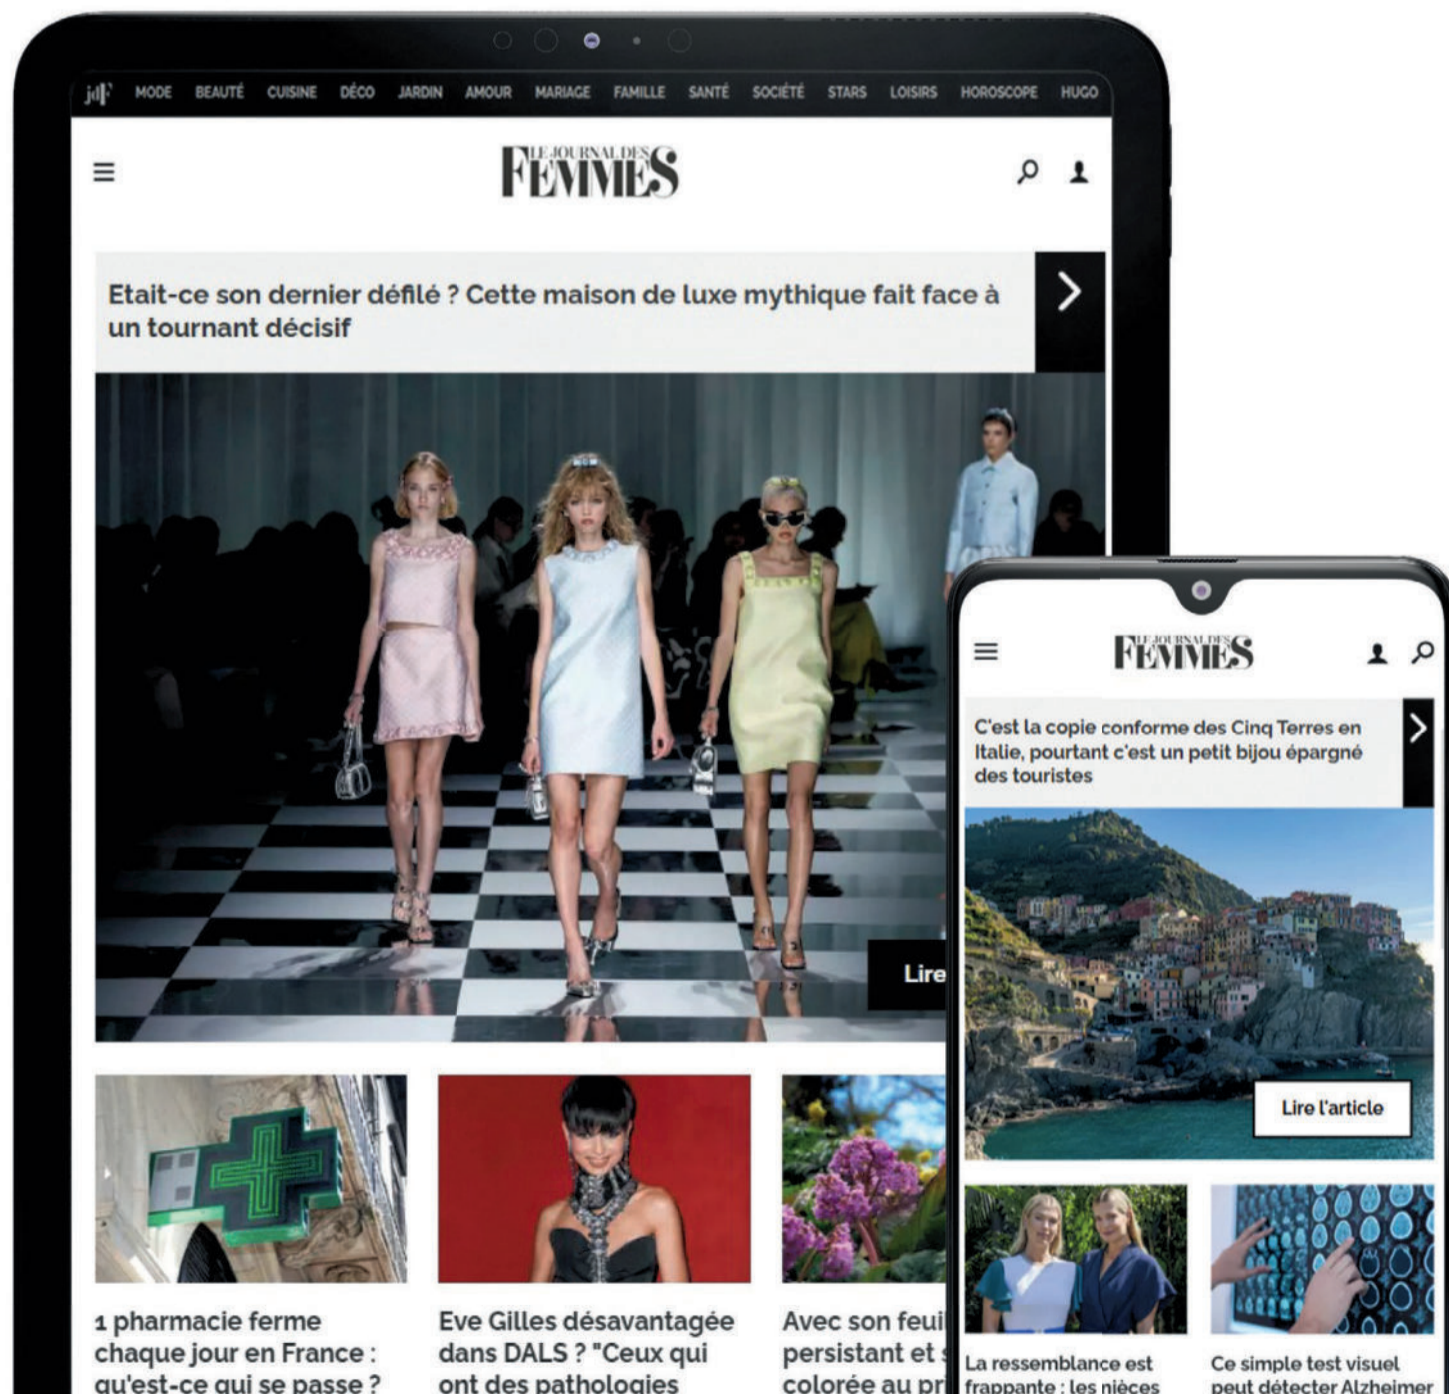 jdF MODE BEAUTÉ CUISINE DÉCO JARDIN AMOUR MARIAGE FAMILLE SANTÉ SOCIÉTÉ STARS LOISIRS HOROSCOPE HUGO
LE JOURNAL DES
FEMMES
Etait-ce son dernier défilé ? Cette maison de luxe mythique fait face à
un tournant décisif
Lire
1 pharmacie ferme
chaque jour en France :
qu'est-ce qui se passe ?
Eve Gilles désavantagée
dans DALS ? "Ceux qui
ont des pathologies
Avec son feuil
persistant et s
colorée au pri
LE JOURNAL DES
FEMMES
C'est la copie conforme des Cinq Terres en
Italie, pourtant c'est un petit bijou épargné
des touristes
Lire l'article
La ressemblance est
frappante : les nièces
Ce simple test visuel
peut détecter Alzheimer